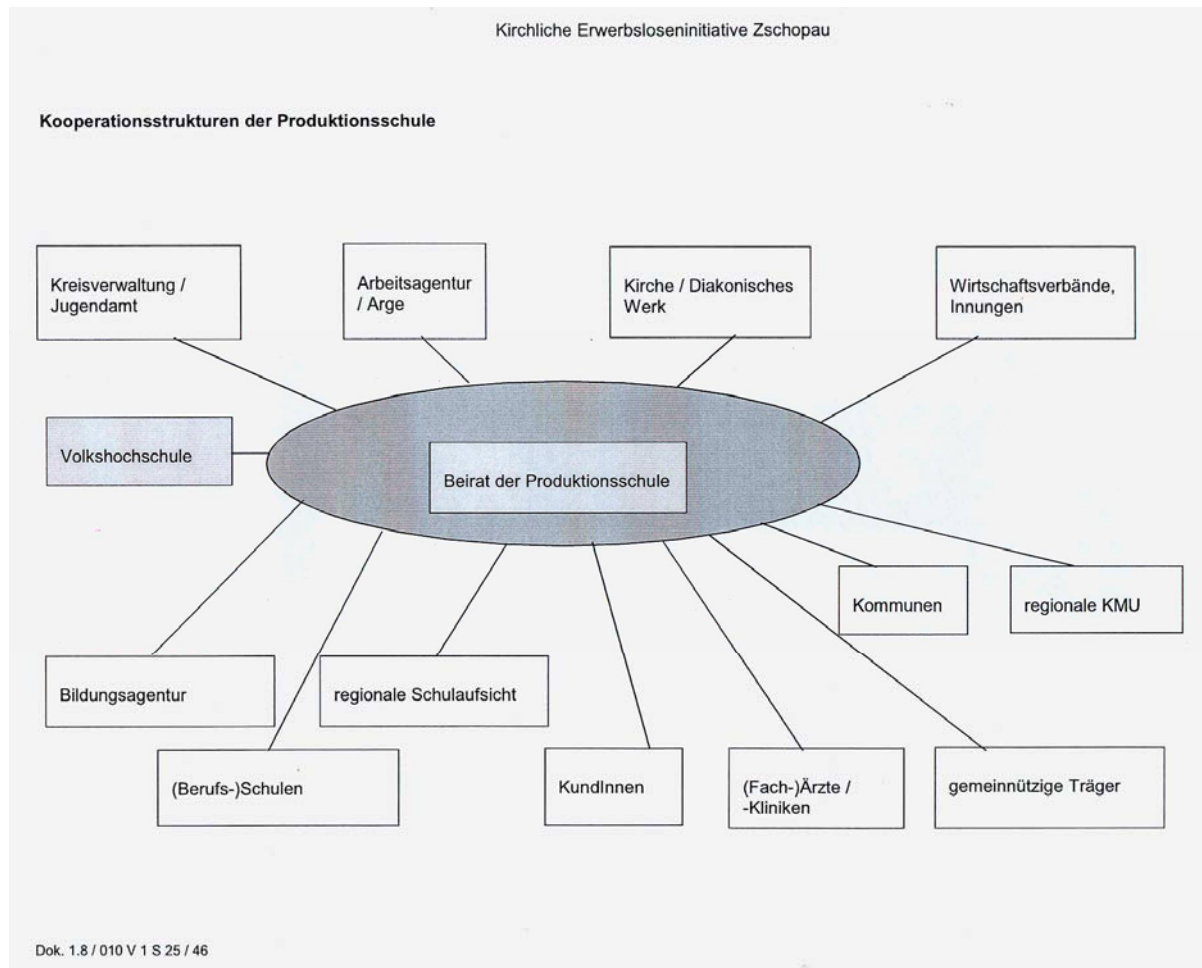 Kirchliche Erwerbsloseninitiative Zschopau
Kooperationsstrukturen der Produktionsschule
Kreisverwaltung /
Jugendamt
Arbeitsagentur
/ Arge
Kirche / Diakonisches
Werk
Wirtschaftsverbände,
Innungen
Volkshochschule
Beirat der Produktionsschule
Kommunen
regionale KMU
Bildungsagentur
regionale Schulaufsicht
(Berufs-)Schulen
KundInnen
(Fach-)Ärzte /
-Kliniken
gemeinnützige Träger
Dok. 1.8 / 010 V 1 S 25 / 46